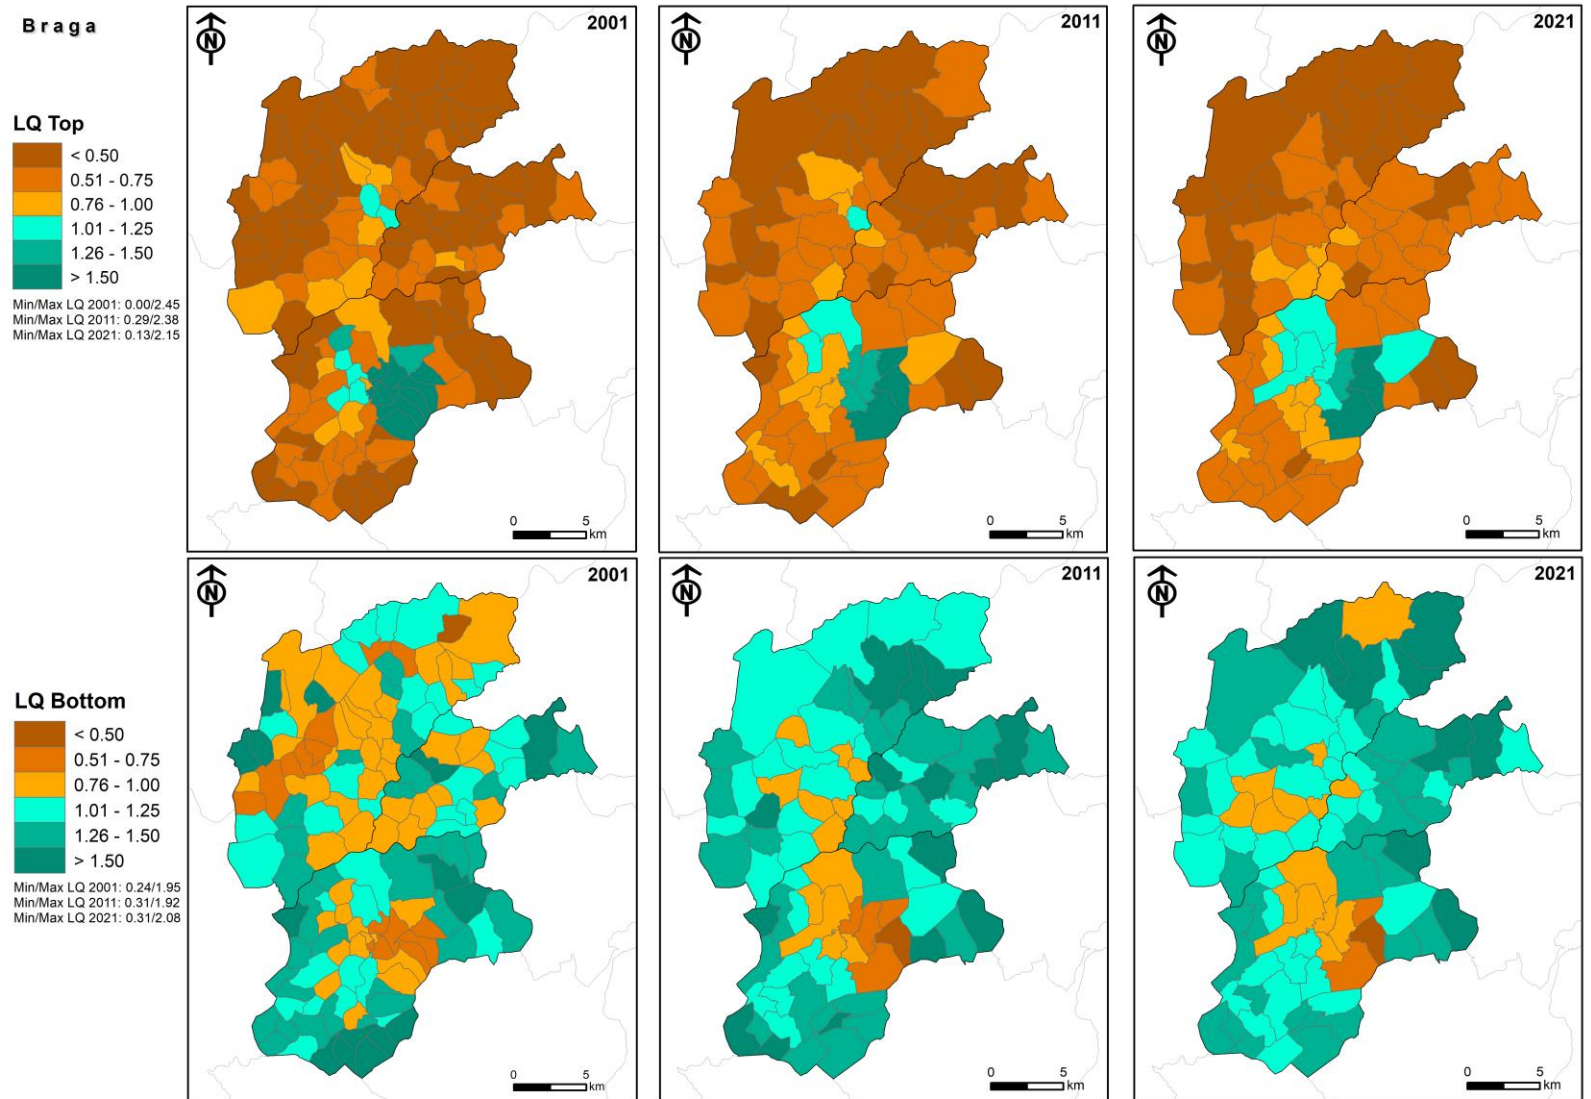 B r a g a
LQ Top
< 0.50
0.51 - 0.75
0.76 - 1.00
1.01 - 1.25
1.26 - 1.50
> 1.50
Min/Max LQ 2001: 0.00/2.45
Min/Max LQ 2011: 0.29/2.38
Min/Max LQ 2021: 0.13/2.15
2001
N
0 5
km
2011
N
0 5
km
2021
N
0 5
km
LQ Bottom
< 0.50
0.51 - 0.75
0.76 - 1.00
1.01 - 1.25
1.26 - 1.50
> 1.50
Min/Max LQ 2001: 0.24/1.95
Min/Max LQ 2011: 0.31/1.92
Min/Max LQ 2021: 0.31/2.08
2001
N
0 5
km
2011
N
0 5
km
2021
N
0 5
km